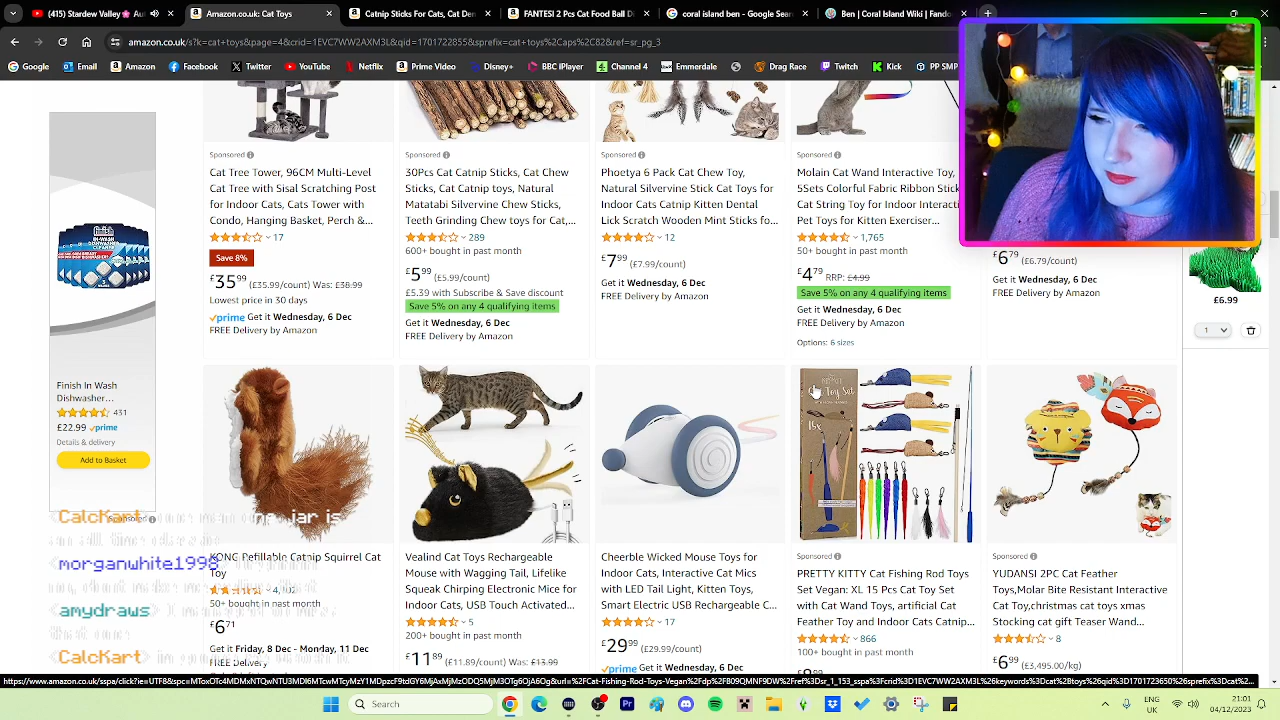 (415) Stardew Valley
Au
Amazon.co.uk : cat toys
Catnip Sticks For Cats, Cat Den
FANTESI 2 Pcs Cat Food Ball Di
coral island - Google Sear
Ben | Coral Island Wiki | Fando
amazon.co.uk/s?k=cat+toys&page=4&crid=1EVC7WW2AXM3L&qid=1701722855&sprefix=cat+toys%2Caps%2C82&ref=sr_pg_3
Google Email Amazon Facebook Twitter YouTube Netflix Prime Video Disney+ BBC iPlayer Channel 4 Emmerdale Drag Race Twitch Kick PP SMP
Sponsored
Cat Tree Tower, 96CM Multi-Level
Cat Tree with Sisal Scratching Post
for Indoor Cats, Cats Tower with
Condo, Hanging Basket, Perch &...
17
Save 8%
£35.99 (£35.99/count) Was: £38.99
Lowest price in 30 days
prime Get it Wednesday, 6 Dec
FREE Delivery by Amazon
Sponsored
30Pcs Catnip Sticks, Cat Chew
Sticks, Cat Catnip toys, Natural
Matatabi Silvervine Chew Sticks,
Teeth Grinding Chew toys for Cat,...
289
600+ bought in past month
£5.99 (£5.99/count)
£5.39 with Subscribe & Save discount
Save 5% on any 4 qualifying items
Get it Wednesday, 6 Dec
FREE Delivery by Amazon
Sponsored
Phoetya 6 Pack Cat Chew Toy,
Natural Silvervine Stick Cat Toys for
Indoor Cats Catnip Kitten Dental
Lick Scratch Wooden Mint Sticks fo...
12
£7.99 (£7.99/count)
Get it Wednesday, 6 Dec
FREE Delivery by Amazon
Sponsored
Molain Cat Wand Interactive Toy,
5Sets Colorful Fabric Ribbon Stick
Cat String Toy for Indoor Interacti
Pet Toys for Kitten Exerciser...
1,765
50+ bought in past month
£4.79 RRP: £4.99
Save 5% on any 4 qualifying items
Get it Wednesday, 6 Dec
FREE Delivery by Amazon
Options: 6 sizes
£6.79 (£6.79/count)
Get it Wednesday, 6 Dec
FREE Delivery by Amazon
£6.99
1
Finish In Wash
Dishwasher...
431
£22.99 prime
Details & delivery
Add to Basket
Sponsored
KONG Refillable Catnip Squirrel Cat
Toy
4,902
50+ bought in past month
£6.71
Get it Friday, 8 Dec - Monday, 11 Dec
FREE Delivery
Vealind Cat Toys Rechargeable
Mouse with Wagging Tail, Lifelike
Squeak Chirping Electronic Mice for
Indoor Cats, USB Touch Activated...
5
200+ bought in past month
£11.89 (£11.89/count) Was: £13.99
Cheerble Wicked Mouse Toys for
Indoor Cats, Interactive Cat Mics
with LED Tail Light, Kitten Toys,
Smart Electric USB Rechargeable C...
17
£29.99 (£29.99/count)
prime Get it Wednesday, 6 Dec
Sponsored
PRETTY KITTY Cat Fishing Rod Toys
Set Vegan: XL 15 Pcs Cat Toy Set
with Feather Wand Toys, Artificial Cat
Feather Toy and Indoor Cats Catnip...
866
100+ bought in past month
Sponsored
YUDANSI 2PC Cat Feather
Toys,Molar Bite Resistant Interactive
Cat Toy,christmas cat toys xmas
Stocking cat gift Teaser Wand...
8
£6.99 (£3,495.00/kg)
<CalcKart>
<morganwhite1998>
<amydraws>
<CalcKart>
Search
ENG
UK
21:01
04/12/2023